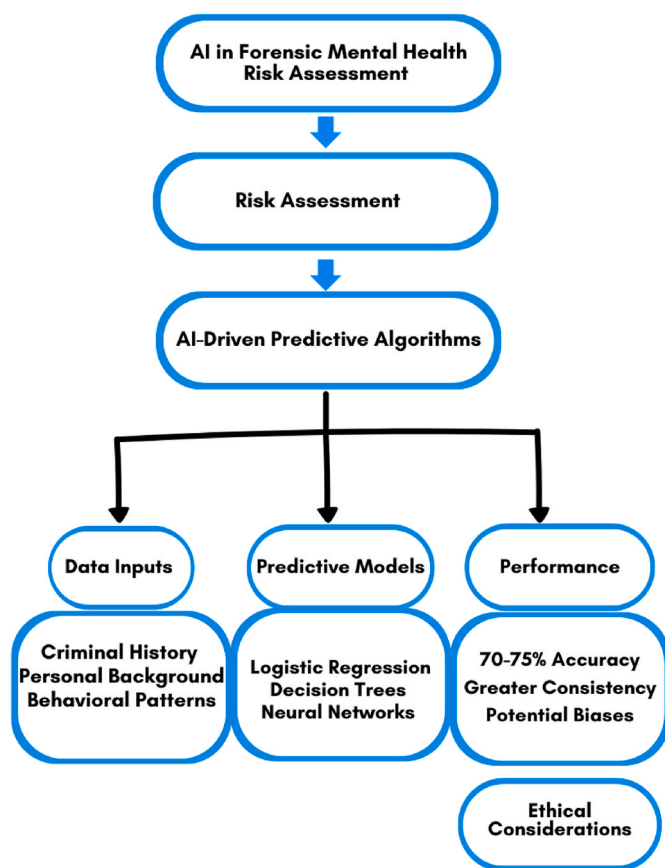 AI in Forensic Mental Health
Risk Assessment
Risk Assessment
AI-Driven Predictive Algorithms
Data Inputs
Predictive Models
Performance
Criminal History
Personal Background
Behavioral Patterns
Logistic Regression
Decision Trees
Neural Networks
70-75% Accuracy
Greater Consistency
Potential Biases
Ethical
Considerations